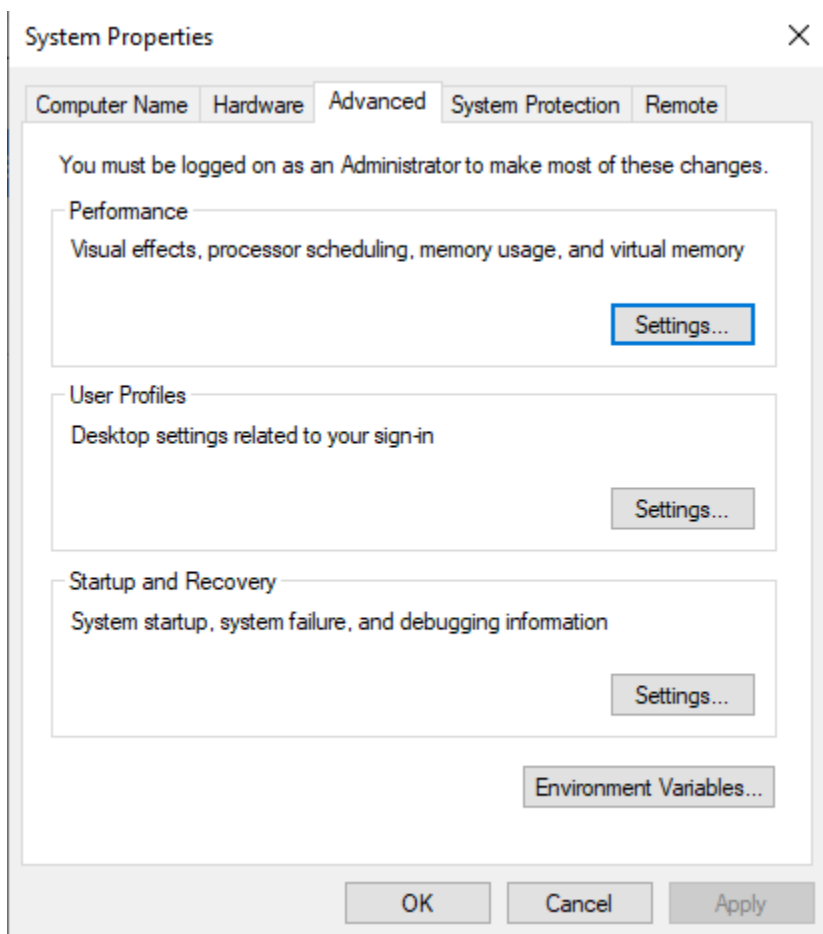 System Properties
Computer Name Hardware Advanced System Protection Remote
You must be logged on as an Administrator to make most of these changes.
Performance
Visual effects, processor scheduling, memory usage, and virtual memory
Settings...
User Profiles
Desktop settings related to your sign-in
Settings...
Startup and Recovery
System startup, system failure, and debugging information
Settings...
Environment Variables...
OK Cancel Apply